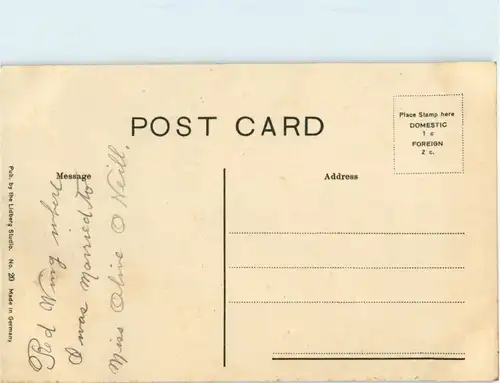 POST CARD
Place Stamp here
DOMESTIC
1 c
FOREIGN
2 c.
Message
Address
Red Wing where
I was Married to
Miss Olive O'Neill.
Pub. by the Lidberg Studio. No. 20 Made in Germany